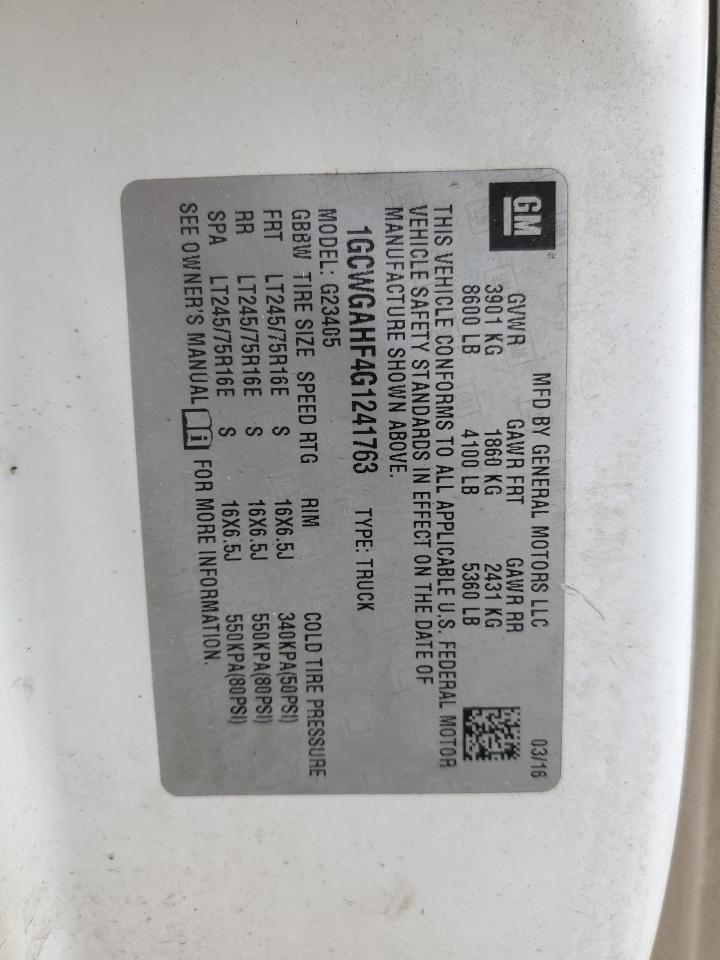 GM
MFD BY GENERAL MOTORS LLC 03/16
GVWR GAWR FRT GAWR RR
3901 KG 1860 KG 2431 KG
8600 LB 4100 LB 5360 LB
THIS VEHICLE CONFORMS TO ALL APPLICABLE U.S. FEDERAL MOTOR
VEHICLE SAFETY STANDARDS IN EFFECT ON THE DATE OF
MANUFACTURE SHOWN ABOVE.
1GCWGAHF4G1241763 TYPE: TRUCK
MODEL: G23405
GBBW TIRE SIZE SPEED RTG RIM COLD TIRE PRESSURE
FRT LT245/75R16E S 16X6.5J 340KPA(50PSI)
RR LT245/75R16E S 16X6.5J 550KPA(80PSI)
SPA LT245/75R16E S 16X6.5J 550KPA(80PSI)
SEE OWNER'S MANUAL i FOR MORE INFORMATION.